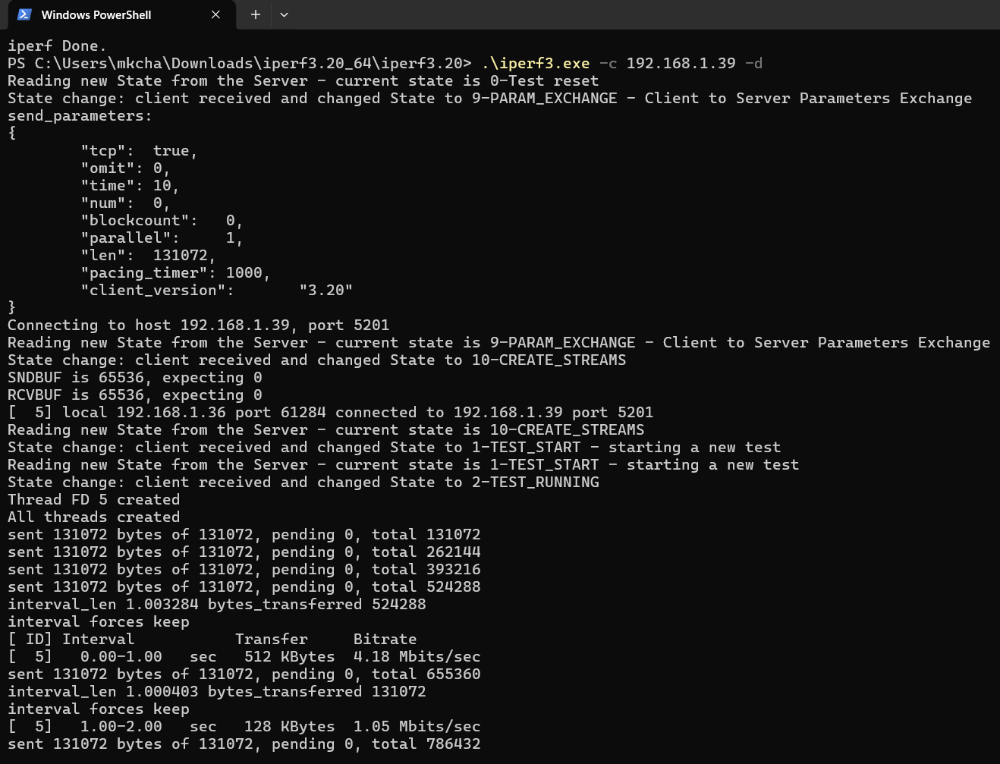 Windows PowerShell
iperf Done.
PS C:\Users\mkcha\Downloads\iperf3.20_64\iperf3.20> .\iperf3.exe -c 192.168.1.39 -d
Reading new State from the Server - current state is 0-Test reset
State change: client received and changed State to 9-PARAM_EXCHANGE - Client to Server Parameters Exchange
send_parameters:
{
        "tcp":  true,
        "omit": 0,
        "time": 10,
        "num":  0,
        "blockcount":   0,
        "parallel":     1,
        "len":  131072,
        "pacing_timer": 1000,
        "client_version":       "3.20"
}
Connecting to host 192.168.1.39, port 5201
Reading new State from the Server - current state is 9-PARAM_EXCHANGE - Client to Server Parameters Exchange
State change: client received and changed State to 10-CREATE_STREAMS
SNDBUF is 65536, expecting 0
RCVBUF is 65536, expecting 0
[  5] local 192.168.1.36 port 61284 connected to 192.168.1.39 port 5201
Reading new State from the Server - current state is 10-CREATE_STREAMS
State change: client received and changed State to 1-TEST_START - starting a new test
Reading new State from the Server - current state is 1-TEST_START - starting a new test
State change: client received and changed State to 2-TEST_RUNNING
Thread FD 5 created
All threads created
sent 131072 bytes of 131072, pending 0, total 131072
sent 131072 bytes of 131072, pending 0, total 262144
sent 131072 bytes of 131072, pending 0, total 393216
sent 131072 bytes of 131072, pending 0, total 524288
interval_len 1.003284 bytes_transferred 524288
interval forces keep
[ ID] Interval           Transfer     Bitrate
[  5]   0.00-1.00   sec   512 KBytes  4.18 Mbits/sec
sent 131072 bytes of 131072, pending 0, total 655360
interval_len 1.000403 bytes_transferred 131072
interval forces keep
[  5]   1.00-2.00   sec   128 KBytes  1.05 Mbits/sec
sent 131072 bytes of 131072, pending 0, total 786432